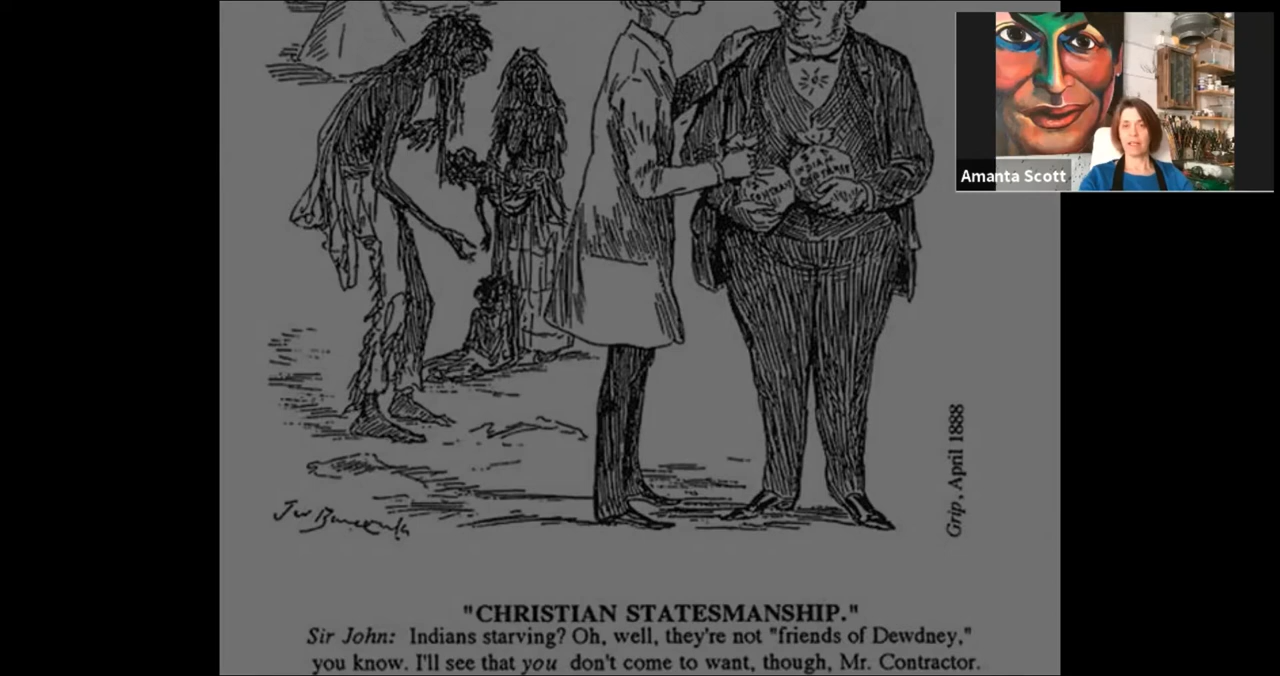 Amanta Scott
Grip, April 1888
"CHRISTIAN STATESMANSHIP."
Sir John: Indians starving? Oh, well, they're not "friends of Dewdney,"
you know. I'll see that you don't come to want, though, Mr. Contractor.